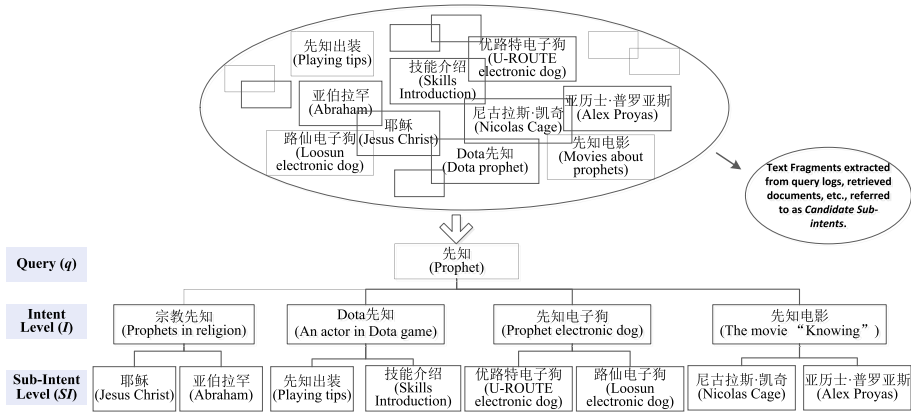 先知出装
(Playing tips)
优路特电子狗
(U-ROUTE
electronic dog)
技能介绍
(Skills
Introduction)
亚伯拉罕
(Abraham)
尼古拉斯·凯奇
(Nicolas Cage)
亚历士·普罗亚斯
(Alex Proyas)
耶稣
(Jesus Christ)
路仙电子狗
(Loosun
electronic dog)
Dota先知
(Dota prophet)
先知电影
(Movies about
prophets)
Text Fragments extracted
from query logs, retrieved
documents, etc., referred
to as Candidate Sub-
intents.
Query (q)
先知
(Prophet)
Intent
Level (I)
宗教先知
(Prophets in religion)
Dota先知
(An actor in Dota game)
先知电子狗
(Prophet electronic dog)
先知电影
(The movie “Knowing”)
Sub-Intent
Level (SI)
耶稣
(Jesus Christ)
亚伯拉罕
(Abraham)
先知出装
(Playing tips)
技能介绍
(Skills
Introduction)
优路特电子狗
(U-ROUTE
electronic dog)
路仙电子狗
(Loosun
electronic dog)
尼古拉斯·凯奇
(Nicolas Cage)
亚历士·普罗亚斯
(Alex Proyas)